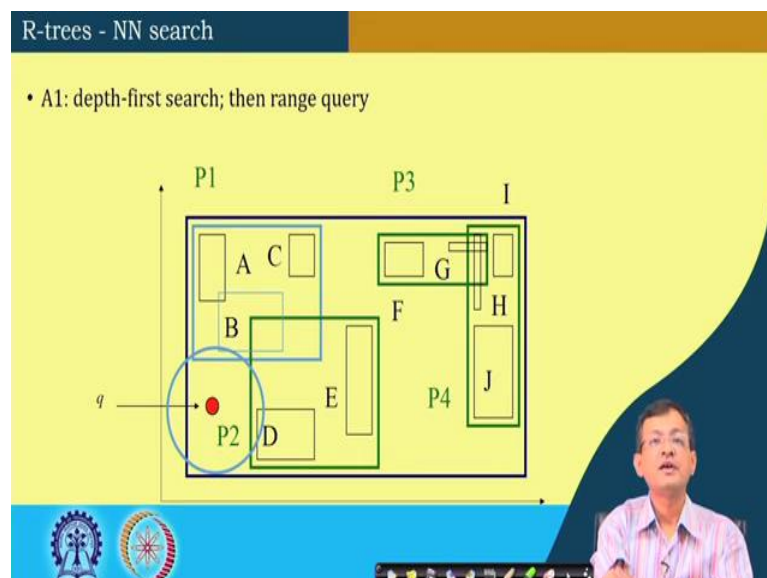 R-trees - NN search
• A1: depth-first search; then range query
P1
P3
I
A
C
G
B
F
H
E
J
q
P2
D
P4